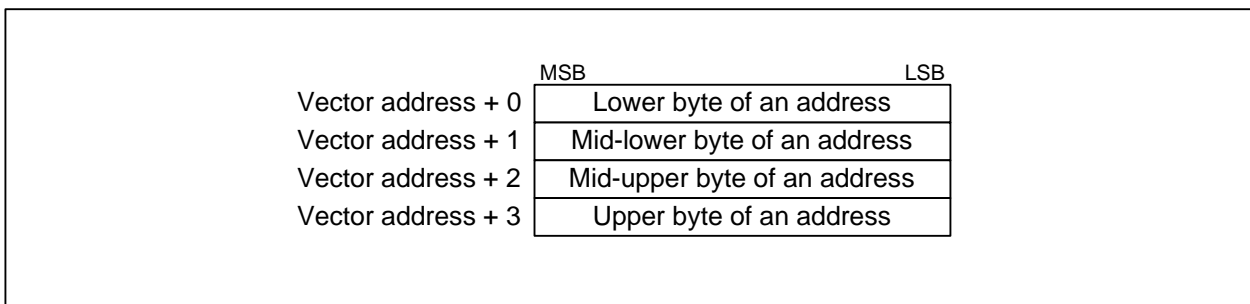 MSB LSB
Vector address + 0 Lower byte of an address
Vector address + 1 Mid-lower byte of an address
Vector address + 2 Mid-upper byte of an address
Vector address + 3 Upper byte of an address